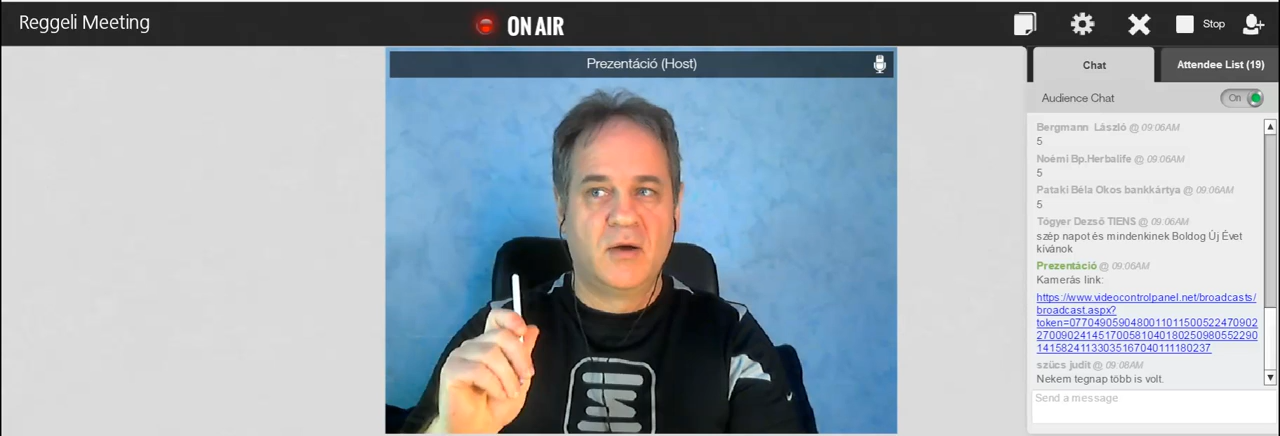 Reggeli Meeting
ON AIR
Stop
Prezentáció (Host)
Chat
Attendee List (19)
Audience Chat
On
Bergmann László @ 09:06AM
5
Noémi Bp.Herbalife @ 09:06AM
5
Pataki Béla Okos bankkártya @ 09:06AM
5
Tógyer Dezső TIENS @ 09:06AM
szép napot és mindenkinek Boldog Új Évet
kívánok
Prezentáció @ 09:06AM
Kamerás link:
https://www.videocontrolpanel.net/broadcasts/
broadcast.aspx?
token=0770490590480011011500522470902
270090241451700581040180250980552290
14158241133035167040111180237
szűcs judit @ 09:08AM
Nekem tegnap több is volt.
Send a message